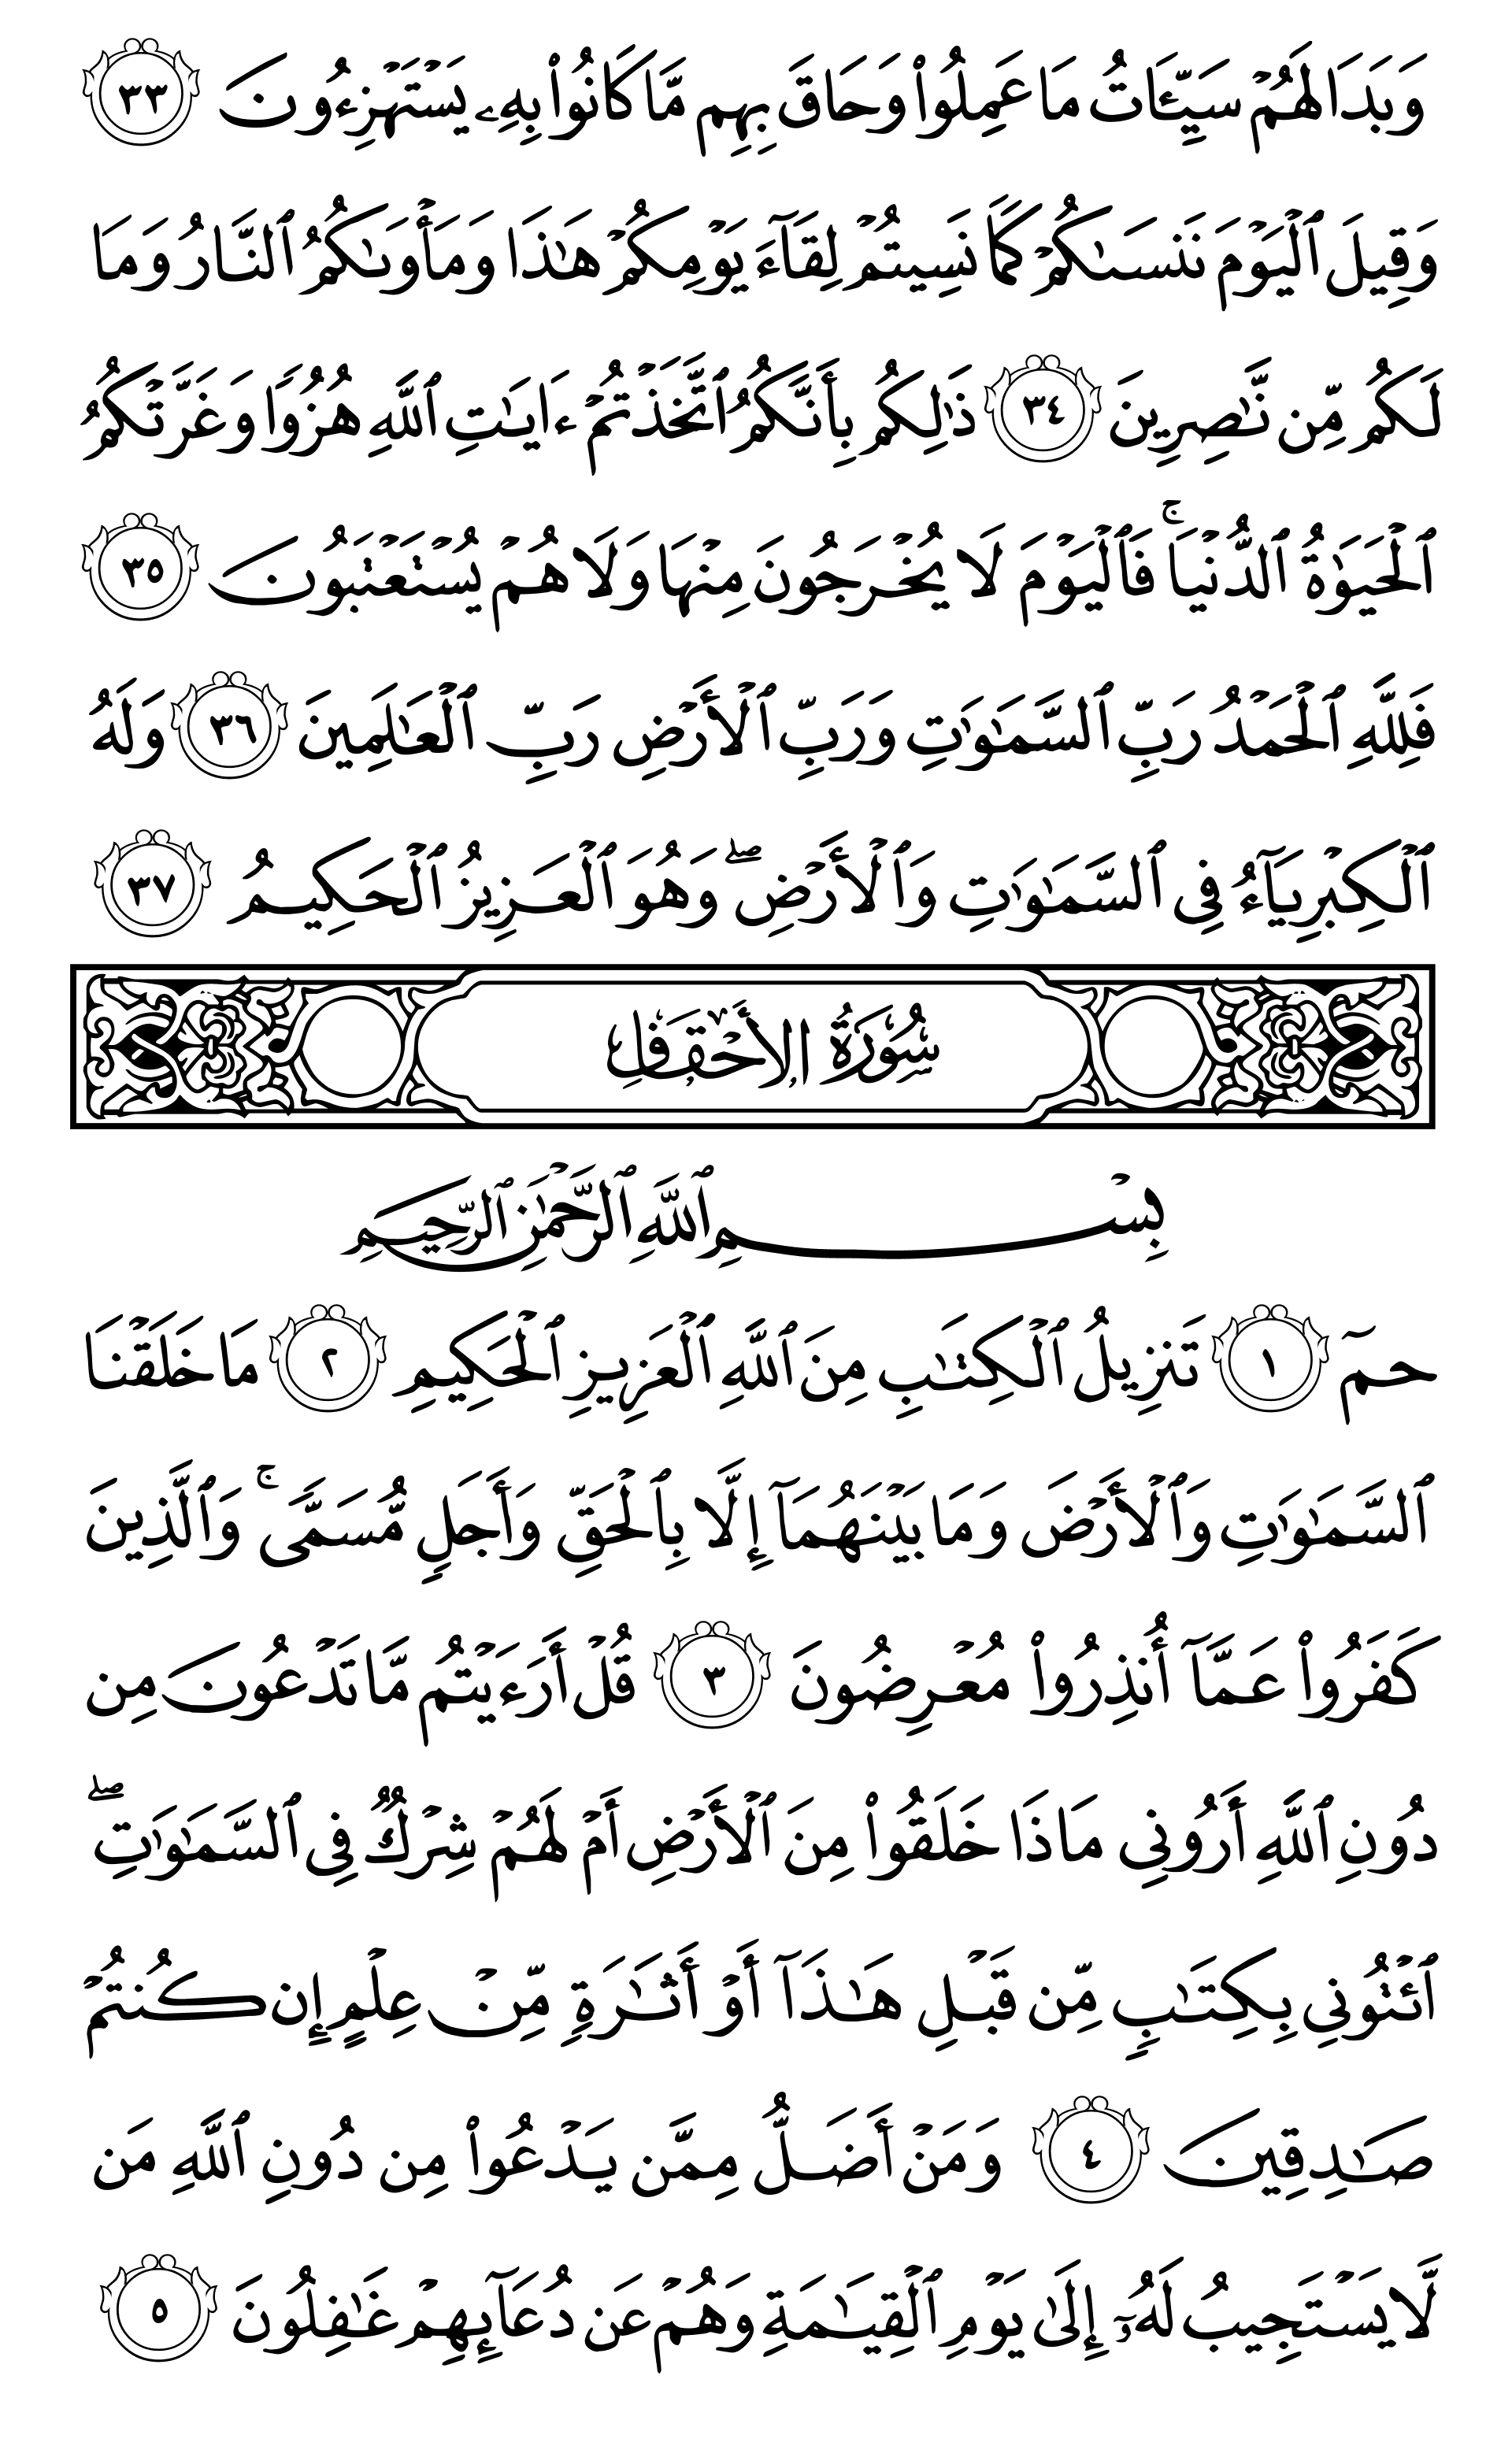 وَبَدَا لَهُمْ سَيِّـَٔاتُ مَا عَمِلُوا۟ وَحَاقَ بِهِم مَّا كَانُوا۟ بِهِۦ يَسْتَهْزِءُونَ ٣٣
وَقِيلَ ٱلْيَوْمَ نَنسَىٰكُمْ كَمَا نَسِيتُمْ لِقَآءَ يَوْمِكُمْ هَـٰذَا وَمَأْوَىٰكُمُ ٱلنَّارُ وَمَا
لَكُم مِّن نَّـٰصِرِينَ ٣٤ ذَٰلِكُم بِأَنَّكُمُ ٱتَّخَذْتُمْ ءَايَـٰتِ ٱللَّهِ هُزُوًا وَغَرَّتْكُمُ
ٱلْحَيَوٰةُ ٱلدُّنْيَا ۚ فَٱلْيَوْمَ لَا يُخْرَجُونَ مِنْهَا وَلَا هُمْ يُسْتَعْتَبُونَ ٣٥
فَلِلَّهِ ٱلْحَمْدُ رَبِّ ٱلسَّمَـٰوَٰتِ وَرَبِّ ٱلْأَرْضِ رَبِّ ٱلْعَـٰلَمِينَ ٣٦ وَلَهُ
ٱلْكِبْرِيَآءُ فِى ٱلسَّمَـٰوَٰتِ وَٱلْأَرْضِ ۖ وَهُوَ ٱلْعَزِيزُ ٱلْحَكِيمُ ٣٧
سُورَةُ الأَحْقَافِ
بِسْمِ ٱللَّهِ ٱلرَّحْمَـٰنِ ٱلرَّحِيمِ
حمٓ ١ تَنزِيلُ ٱلْكِتَـٰبِ مِنَ ٱللَّهِ ٱلْعَزِيزِ ٱلْحَكِيمِ ٢ مَا خَلَقْنَا
ٱلسَّمَـٰوَٰتِ وَٱلْأَرْضَ وَمَا بَيْنَهُمَآ إِلَّا بِٱلْحَقِّ وَأَجَلٍ مُّسَمًّى ۚ وَٱلَّذِينَ
كَفَرُوا۟ عَمَّآ أُنذِرُوا۟ مُعْرِضُونَ ٣ قُلْ أَرَءَيْتُم مَّا تَدْعُونَ مِن
دُونِ ٱللَّهِ أَرُونِى مَاذَا خَلَقُوا۟ مِنَ ٱلْأَرْضِ أَمْ لَهُمْ شِرْكٌ فِى ٱلسَّمَـٰوَٰتِ ۖ
ٱئْتُونِى بِكِتَـٰبٍ مِّن قَبْلِ هَـٰذَآ أَوْ أَثَـٰرَةٍ مِّنْ عِلْمٍ إِن كُنتُمْ
صَـٰدِقِينَ ٤ وَمَنْ أَضَلُّ مِمَّن يَدْعُوا۟ مِن دُونِ ٱللَّهِ مَن
لَّا يَسْتَجِيبُ لَهُۥٓ إِلَىٰ يَوْمِ ٱلْقِيَـٰمَةِ وَهُمْ عَن دُعَآئِهِمْ غَـٰفِلُونَ ٥